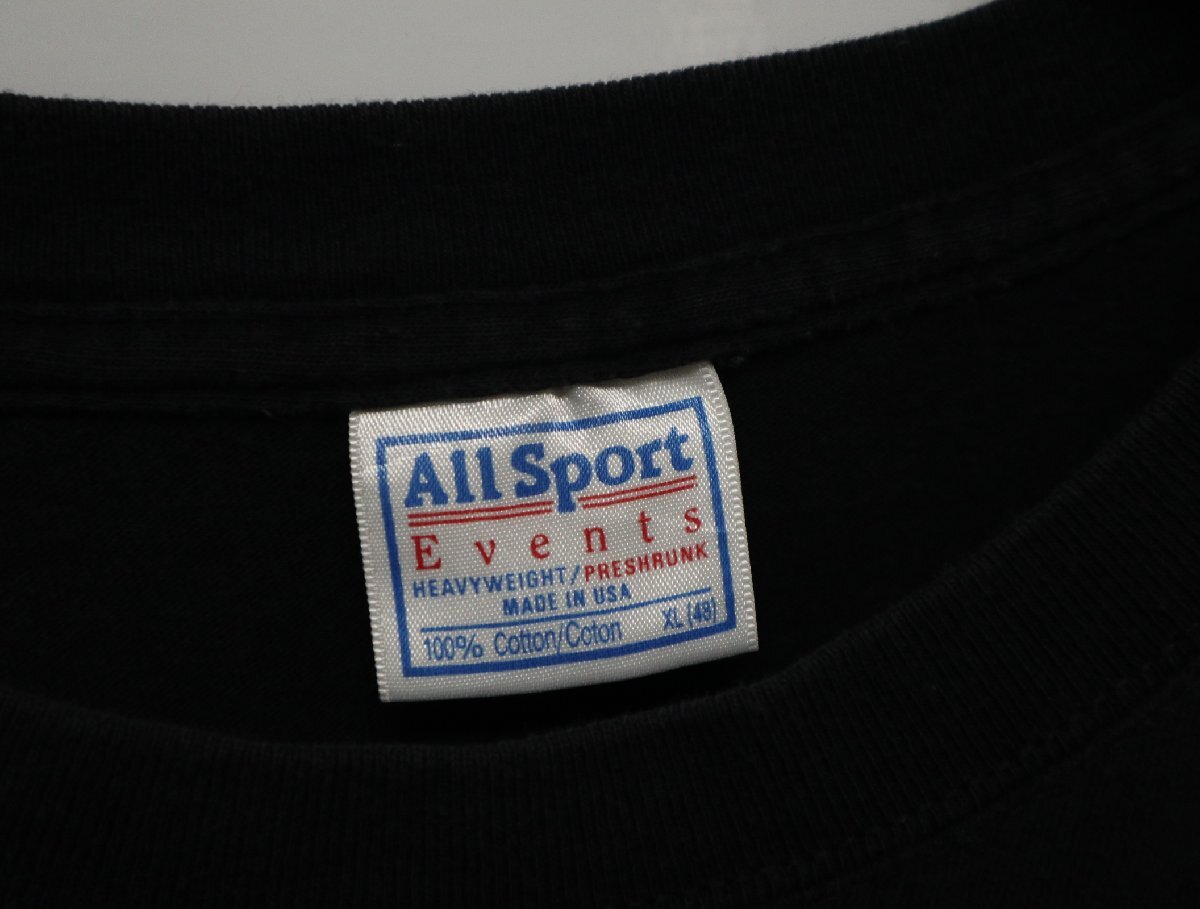 All Sport
Events
HEAVYWEIGHT/PRESHRUNK
MADE IN USA
100% Cotton/Coton XL (48)